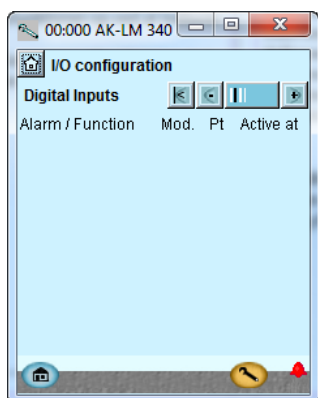 00:000 AK-LM 340
I/O configuration
Digital Inputs
Alarm / Function Mod. Pt Active at